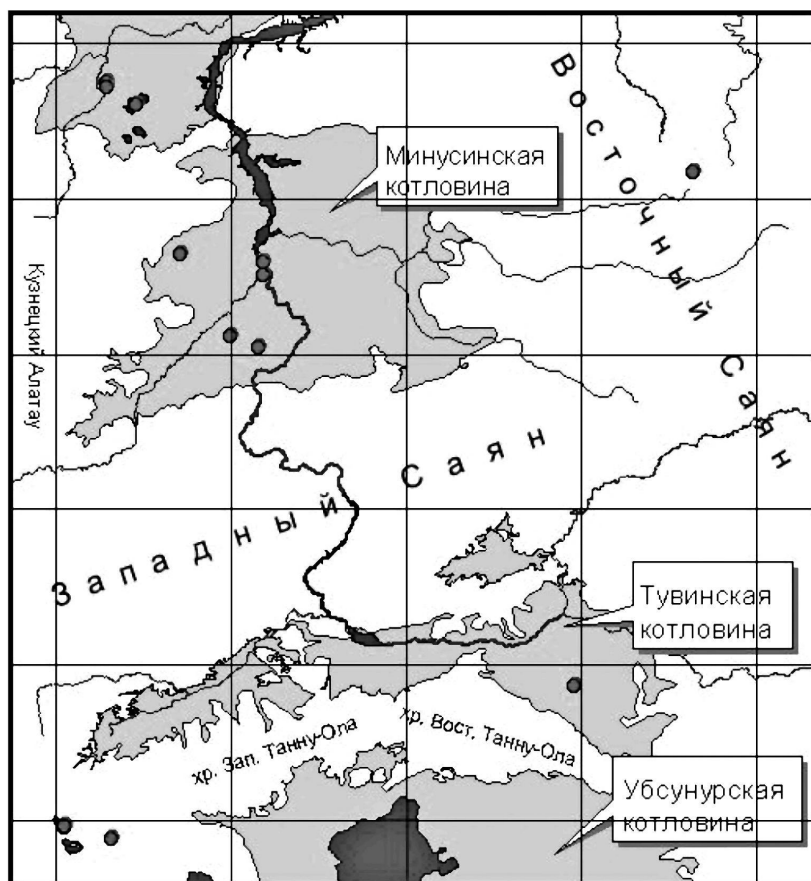 Восточный Саян
Минусинская
котловина
Кузнецкий Алатау
Западный Саян
Тувинская
котловина
хр. Зап. Танну-Ола
хр. Вост. Танну-Ола
Убсунурская
котловина